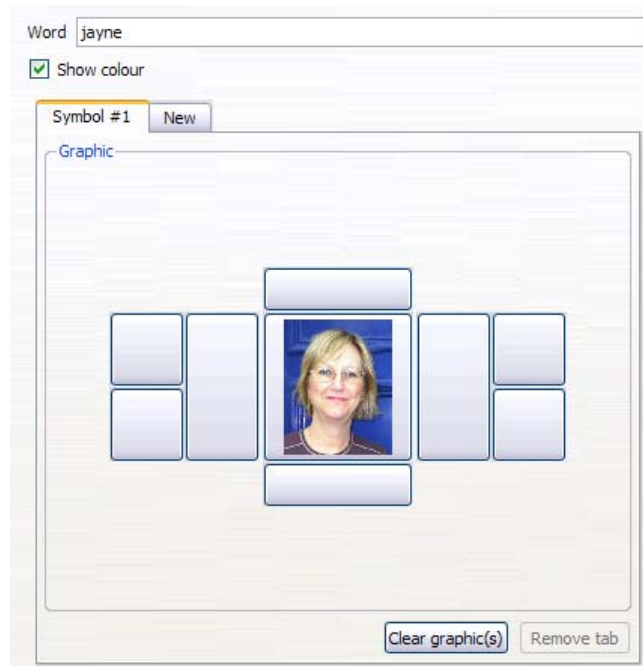 Word jayne
Show colour
Symbol #1 New
Graphic
Clear graphic(s) Remove tab